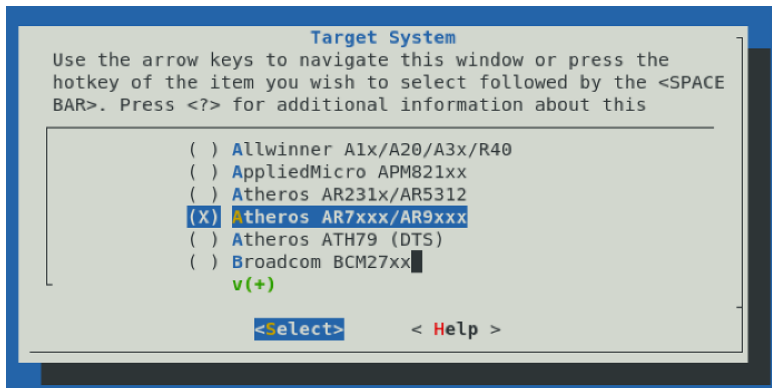 Target System
Use the arrow keys to navigate this window or press the
hotkey of the item you wish to select followed by the <SPACE
BAR>. Press <?> for additional information about this
( ) Allwinner A1x/A20/A3x/R40
( ) AppliedMicro APM821xx
( ) Atheros AR231x/AR5312
(X) Atheros AR7xxx/AR9xxx
( ) Atheros ATH79 (DTS)
( ) Broadcom BCM27xx
v(+)
<Select> < Help >